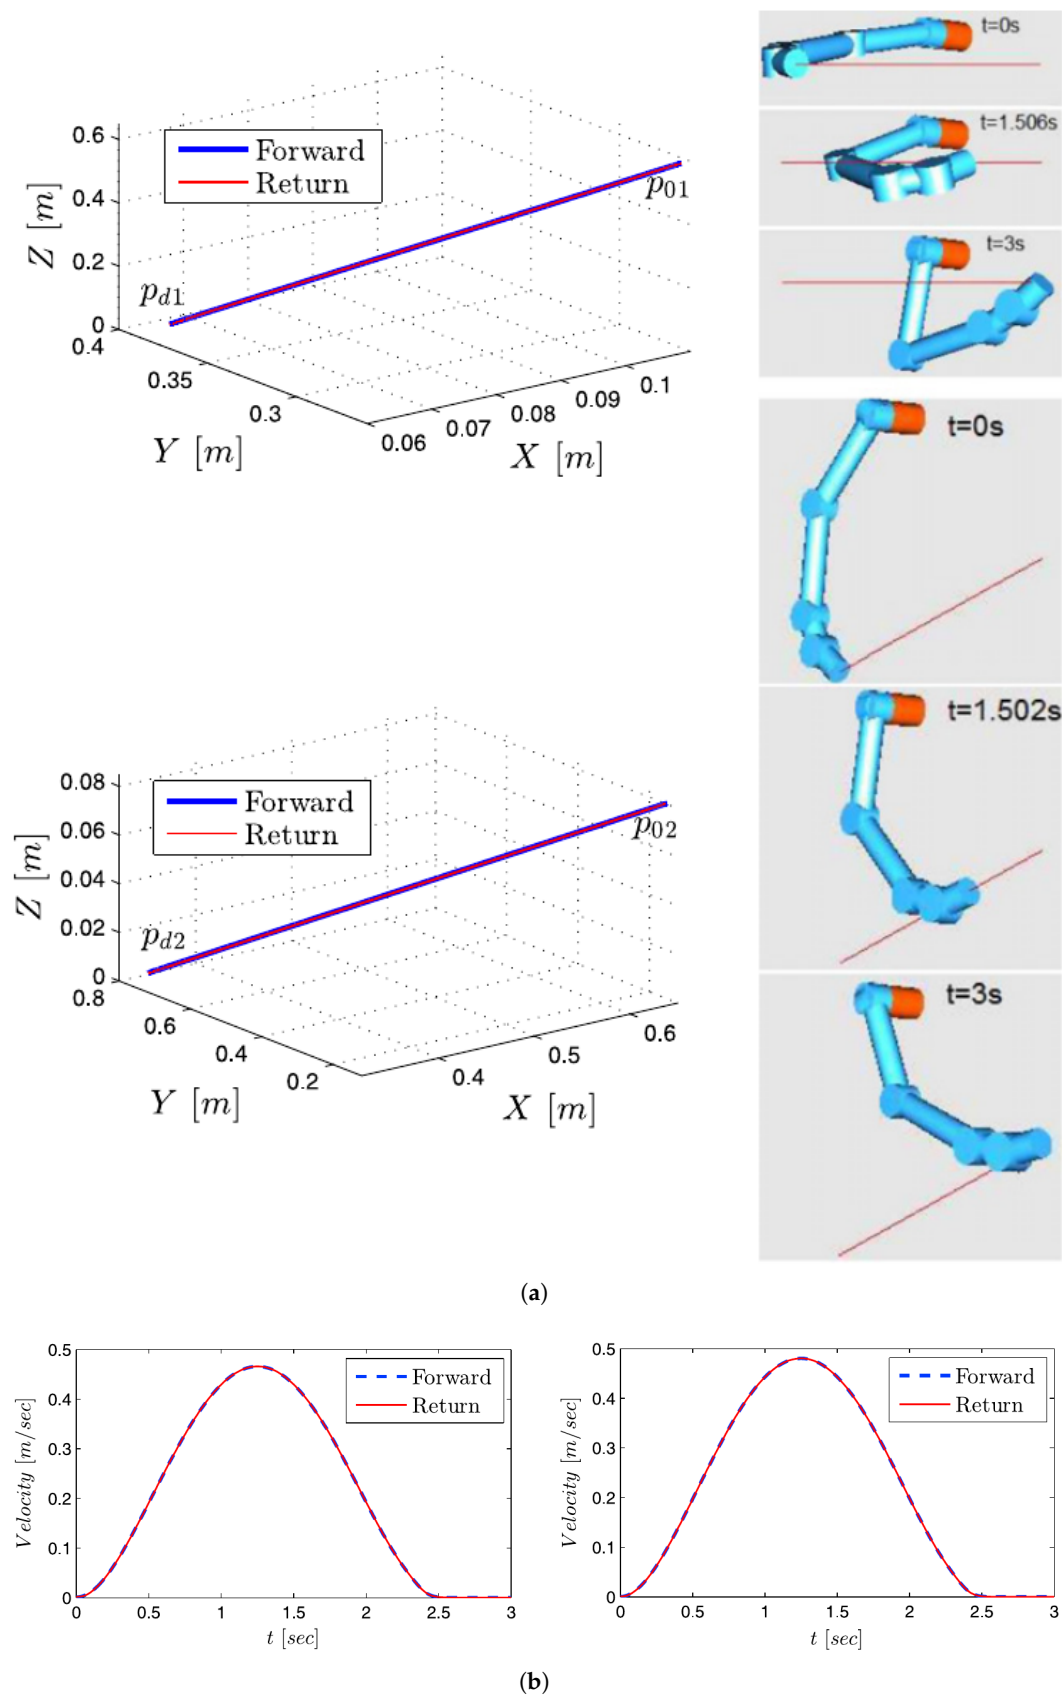 t=0s
0.6
Forward
Return
t=1.506s
0.4
p01
Z [m]
0.2
t=3s
pd1
0
0.4
0.35
0.1
0.3
0.09
0.08
0.07
0.06
Y [m]
X [m]
t=0s
t=1.502s
0.08
Forward
Return
0.06
p02
Z [m]
0.04
0.02
pd2
0
0.8
t=3s
0.6
0.6
0.4
0.5
0.2
0.4
Y [m]
X [m]
(a)
0.5
Forward
Return
0.4
0.3
Velocity [m/sec]
0.2
0.1
0
0 0.5 1 1.5 2 2.5 3
t [sec]
0.5
Forward
Return
0.4
0.3
Velocity [m/sec]
0.2
0.1
0
0 0.5 1 1.5 2 2.5 3
t [sec]
(b)